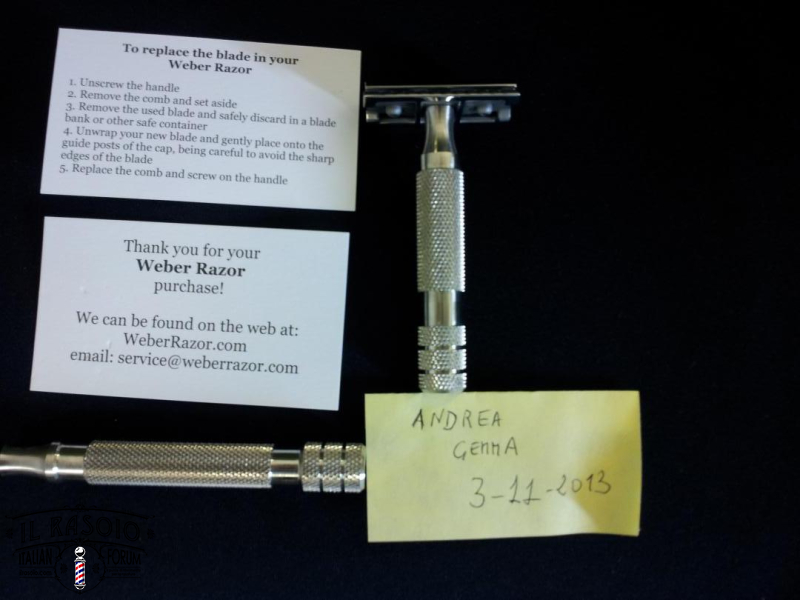 To replace the blade in your
Weber Razor
1. Unscrew the handle
2. Remove the comb and set aside
3. Remove the used blade and safely discard in a blade
bank or other safe container
4. Unwrap your new blade and gently place onto the
guide posts of the cap, being careful to avoid the sharp
edges of the blade
5. Replace the comb and screw on the handle
Thank you for your
Weber Razor
purchase!
We can be found on the web at:
WeberRazor.com
email: service@weberrazor.com
ANDREA
GEMMA
3-11-2013
IL RASOIO
ITALIAN FORUM